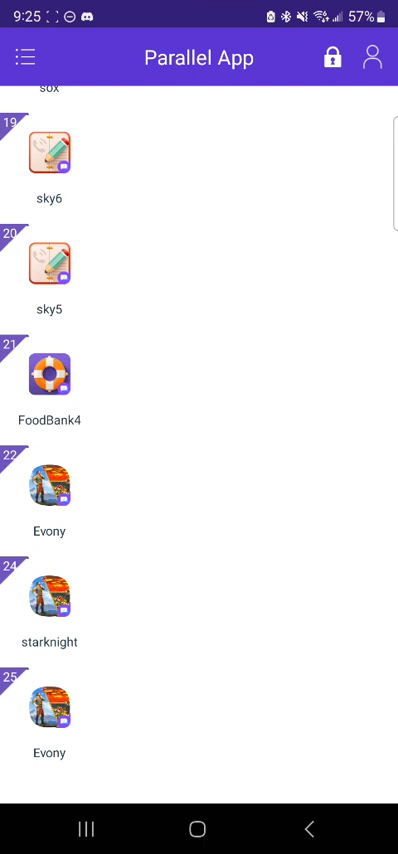 9:25
57%
Parallel App
sox
19
sky6
20
sky5
21
FoodBank4
22
Evony
24
starknight
25
Evony